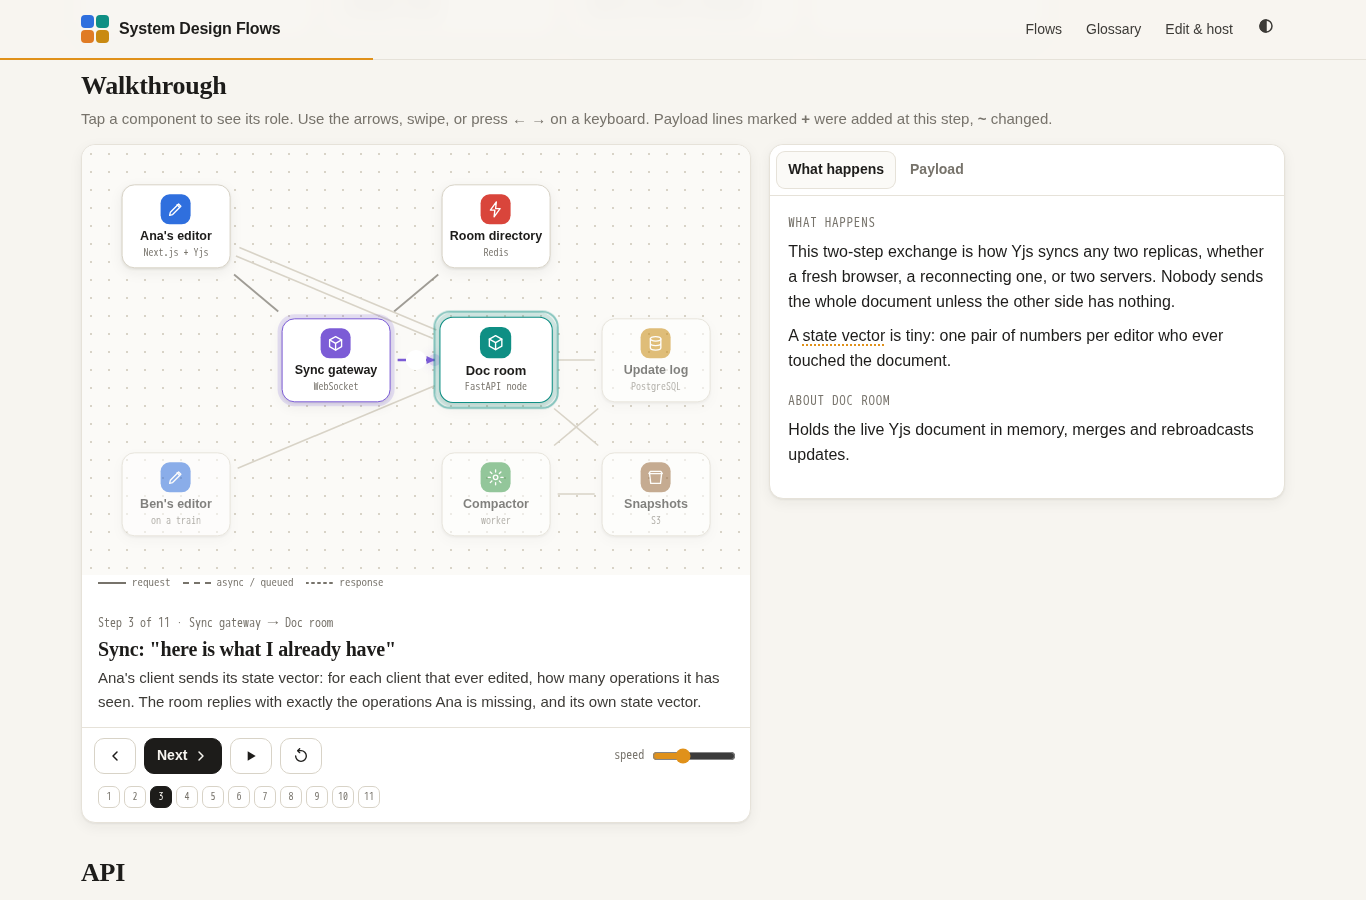 System Design Flows
Flows
Glossary
Edit & host
Walkthrough
Tap a component to see its role. Use the arrows, swipe, or press ← → on a keyboard. Payload lines marked + were added at this step, ~ changed.
Ana's editor
Next.js + Yjs
Room directory
Redis
Sync gateway
WebSocket
Doc room
FastAPI node
Update log
PostgreSQL
Ben's editor
on a train
Compactor
worker
Snapshots
S3
request
async / queued
response
Step 3 of 11 · Sync gateway → Doc room
Sync: "here is what I already have"
Ana's client sends its state vector: for each client that ever edited, how many operations it has
seen. The room replies with exactly the operations Ana is missing, and its own state vector.
Next
speed
1 2 3 4 5 6 7 8 9 10 11
What happens
Payload
WHAT HAPPENS
This two-step exchange is how Yjs syncs any two replicas, whether
a fresh browser, a reconnecting one, or two servers. Nobody sends
the whole document unless the other side has nothing.
A state vector is tiny: one pair of numbers per editor who ever
touched the document.
ABOUT DOC ROOM
Holds the live Yjs document in memory, merges and rebroadcasts
updates.
API